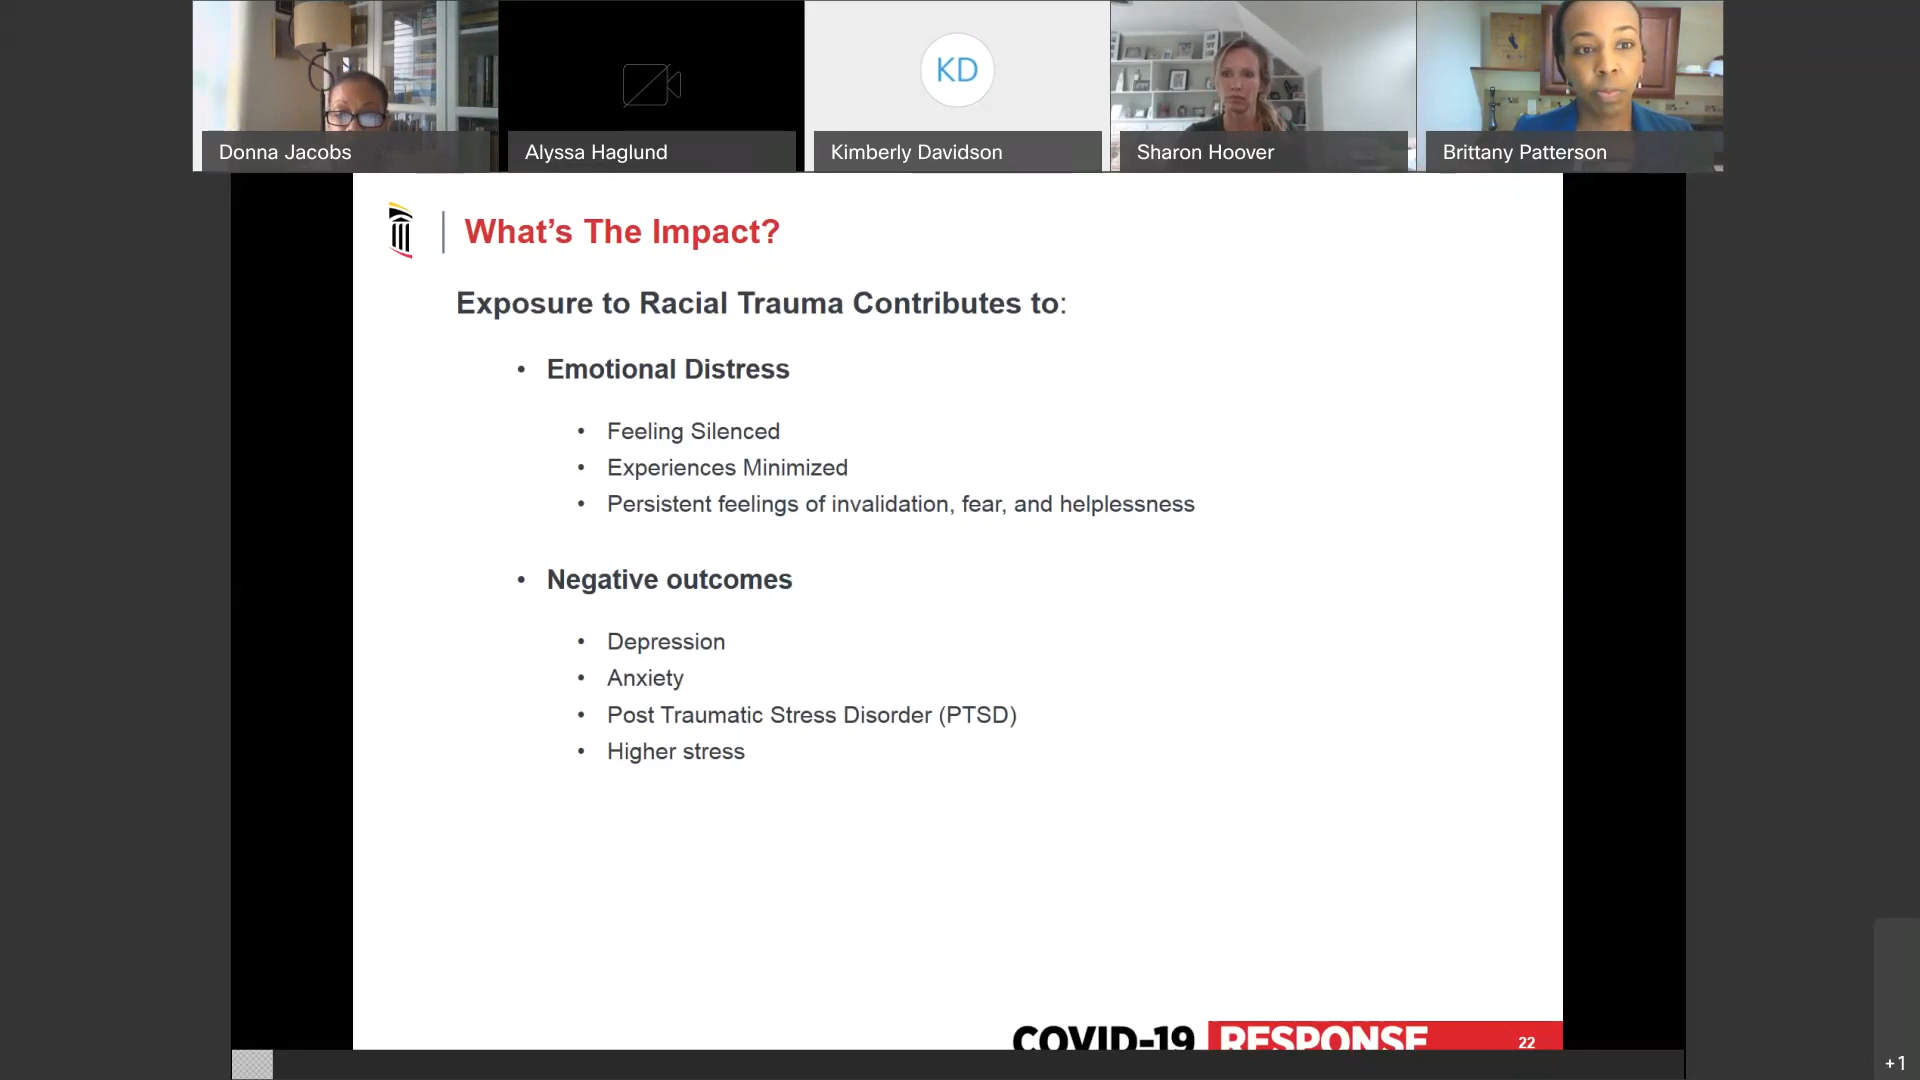 Donna Jacobs
Alyssa Haglund
KD
Kimberly Davidson
Sharon Hoover
Brittany Patterson
What's The Impact?
Exposure to Racial Trauma Contributes to:
• Emotional Distress
• Feeling Silenced
• Experiences Minimized
• Persistent feelings of invalidation, fear, and helplessness
• Negative outcomes
• Depression
• Anxiety
• Post Traumatic Stress Disorder (PTSD)
• Higher stress
COVID-19 RESPONSE 22
+1